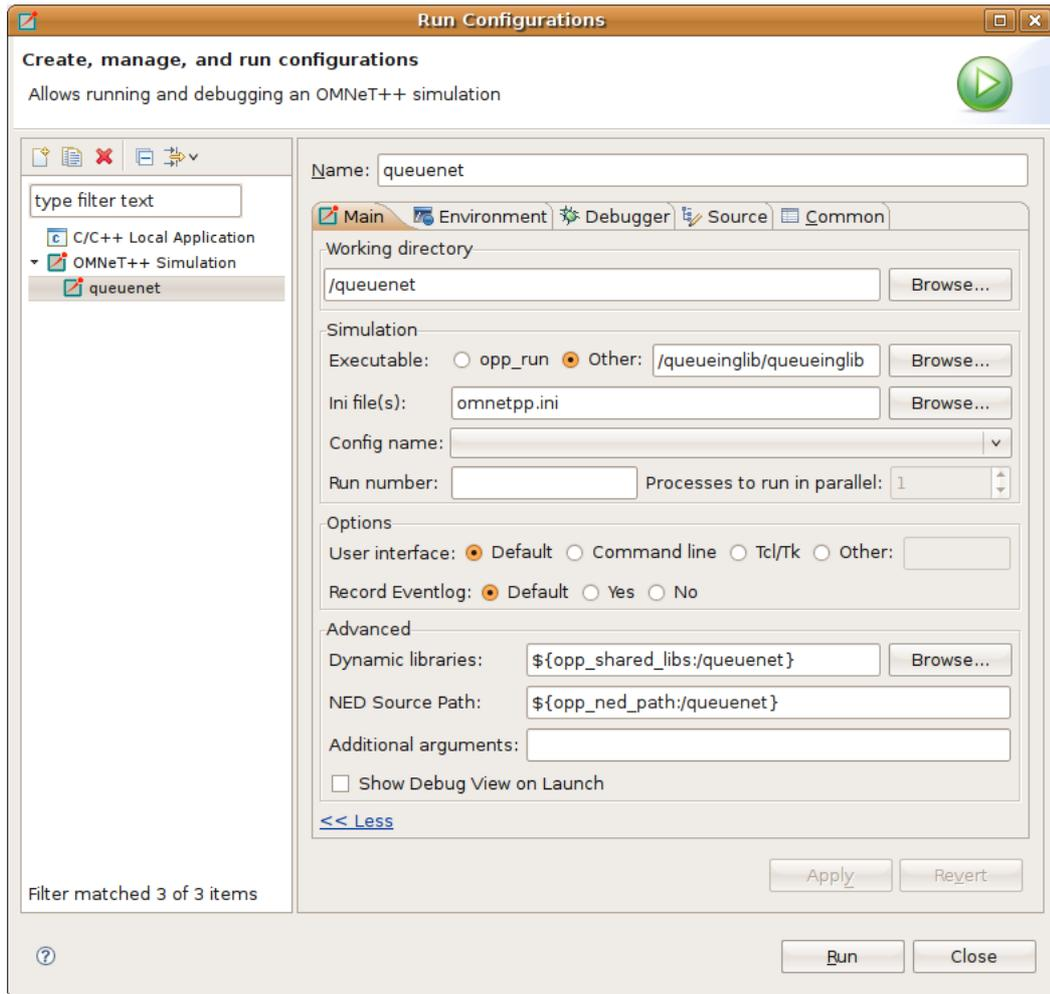 Run Configurations
Create, manage, and run configurations
Allows running and debugging an OMNeT++ simulation
type filter text
C/C++ Local Application
OMNeT++ Simulation
queuenet
Filter matched 3 of 3 items
Name: queuenet
Main Environment Debugger Source Common
Working directory
/queuenet Browse...
Simulation
Executable: opp_run Other: /queueinglib/queueinglib Browse...
Ini file(s): omnetpp.ini Browse...
Config name:
Run number: Processes to run in parallel: 1
Options
User interface: Default Command line Tcl/Tk Other:
Record Eventlog: Default Yes No
Advanced
Dynamic libraries: ${opp_shared_libs:/queuenet} Browse...
NED Source Path: ${opp_ned_path:/queuenet}
Additional arguments:
Show Debug View on Launch
<< Less
Apply Revert
Run Close